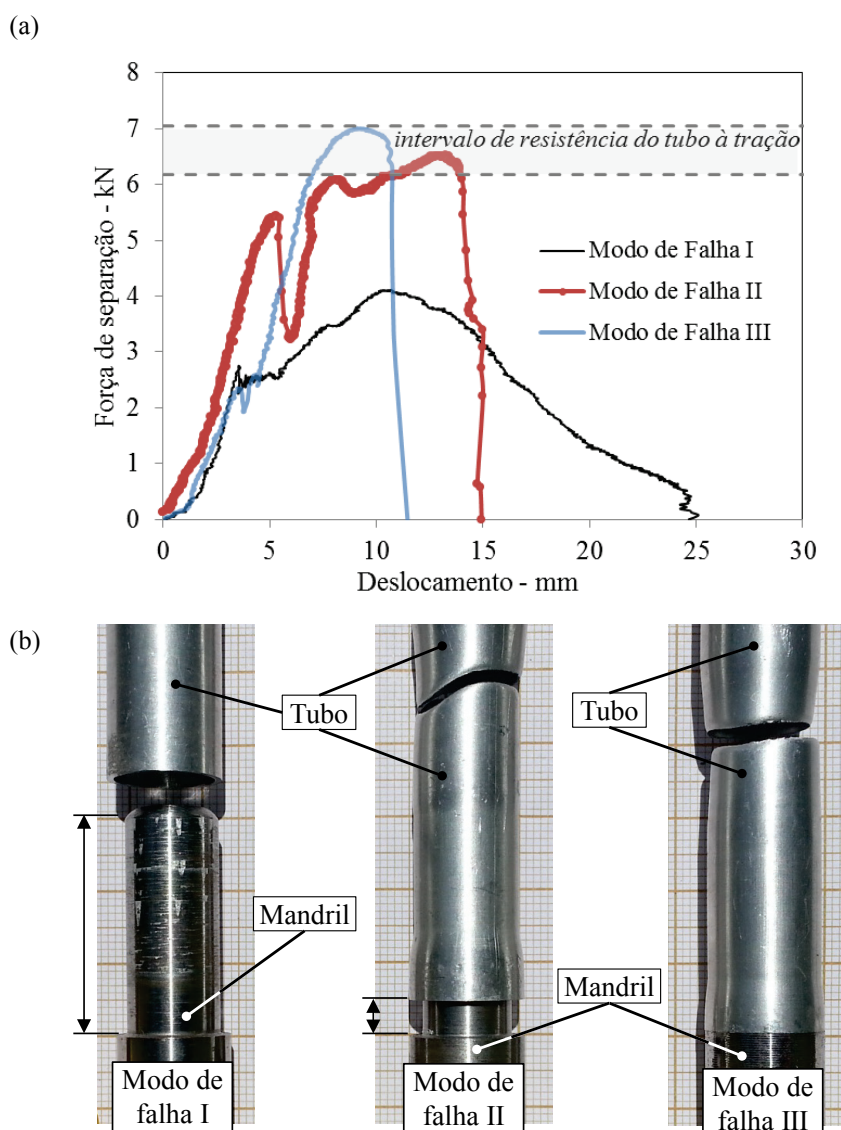 (a)
8
7
6
5
4
3
2
1
0
Força de separação - kN
intervalo de resistência do tubo à tração
Modo de Falha I
Modo de Falha II
Modo de Falha III
0 5 10 15 20 25 30
Deslocamento - mm
(b)
Tubo
Tubo
Mandril
Mandril
Modo de
falha I
Modo de
falha II
Modo de
falha III